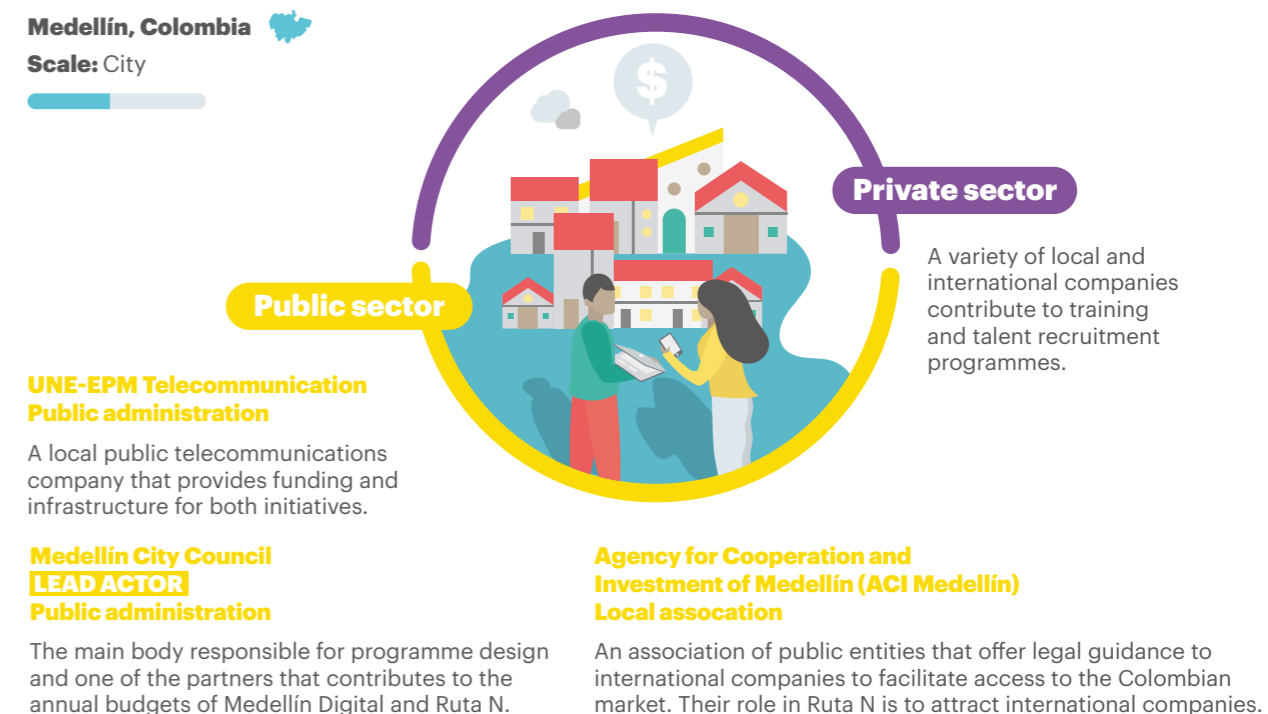 Medellín, Colombia
Scale: City
$
Private sector
A variety of local and
international companies
contribute to training
and talent recruitment
programmes.
Public sector
UNE-EPM Telecommunication
Public administration
A local public telecommunications
company that provides funding and
infrastructure for both initiatives.
Medellín City Council
LEAD ACTOR
Public administration
The main body responsible for programme design
and one of the partners that contributes to the
annual budgets of Medellín Digital and Ruta N.
Agency for Cooperation and
Investment of Medellín (ACI Medellín)
Local assocation
An association of public entities that offer legal guidance to
international companies to facilitate access to the Colombian
market. Their role in Ruta N is to attract international companies.